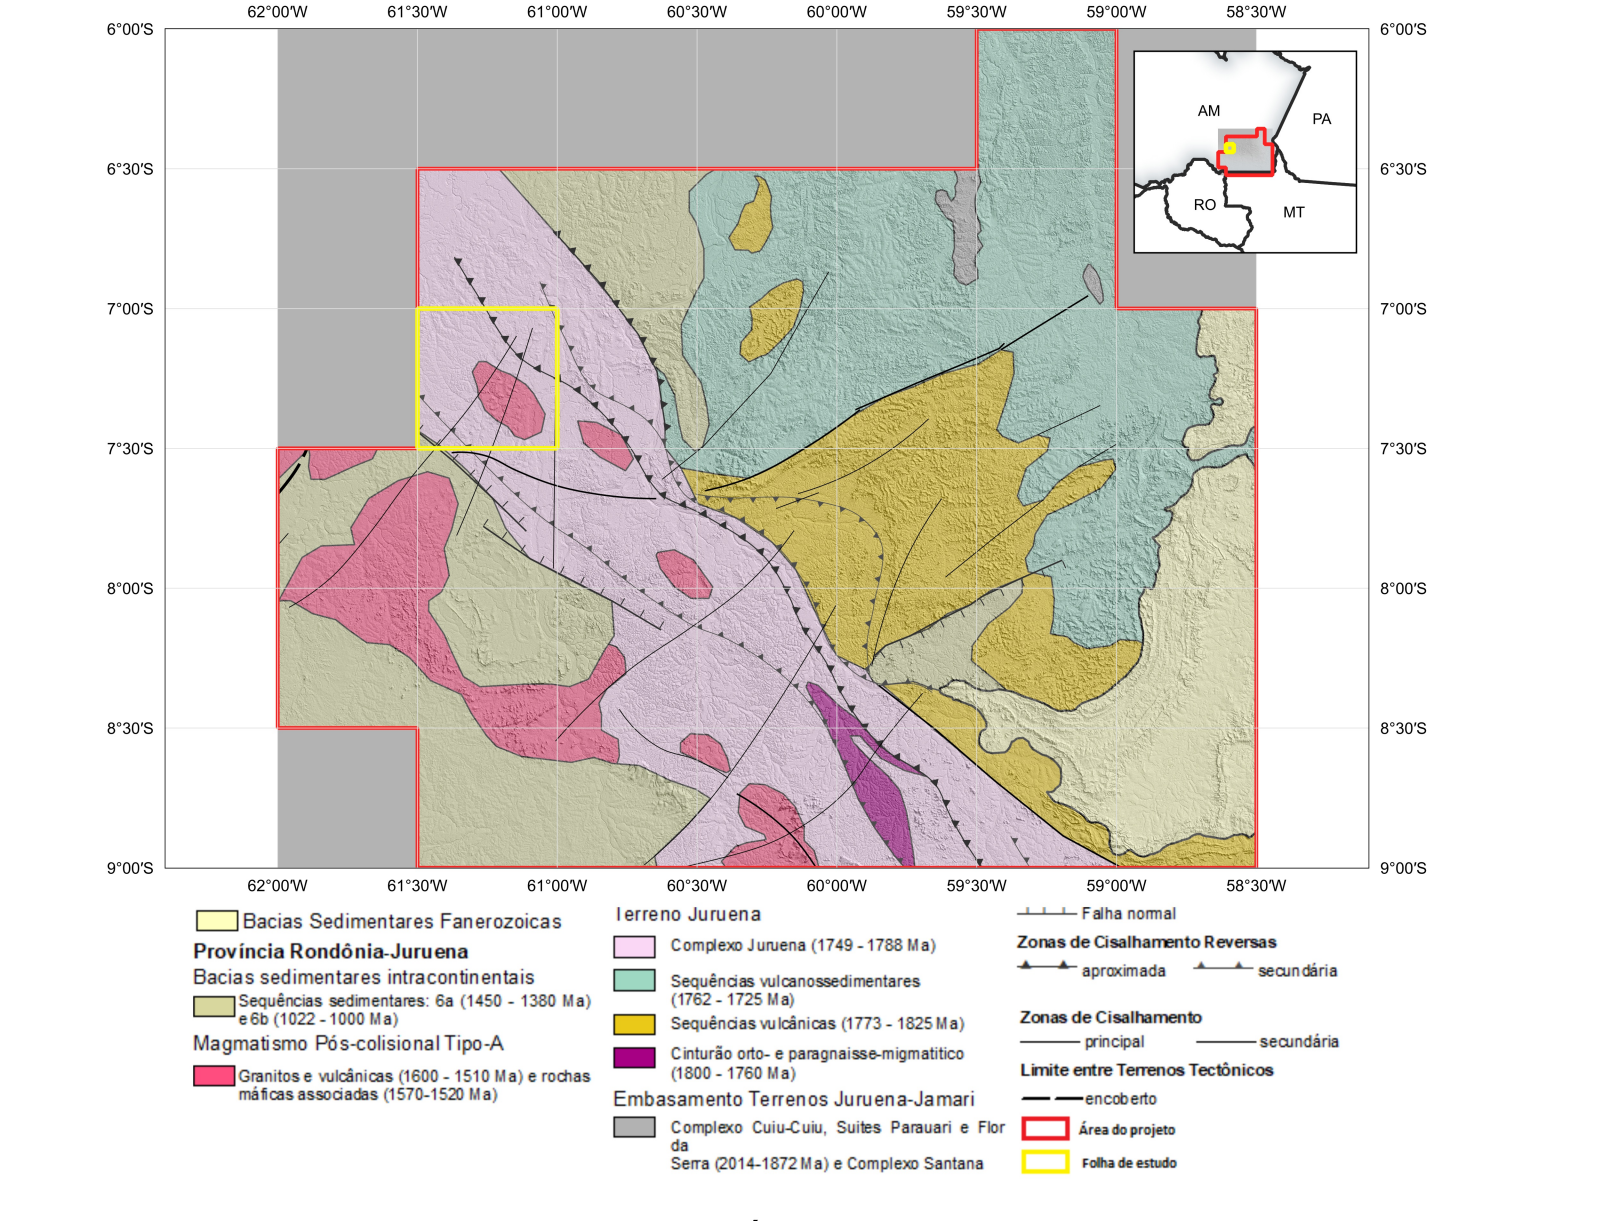 62°00'W 61°30'W 61°00'W 60°30'W 60°00'W 59°30'W 59°00'W 58°30'W
6°00'S 6°00'S
AM
PA
6°30'S 6°30'S
RO
MT
7°00'S 7°00'S
7°30'S 7°30'S
8°00'S 8°00'S
8°30'S 8°30'S
9°00'S 9°00'S
62°00'W 61°30'W 61°00'W 60°30'W 60°00'W 59°30'W 59°00'W 58°30'W
Bacias Sedimentares Fanerozoicas
Província Rondônia-Juruena
Bacias sedimentares intracontinentais
Sequências sedimentares: 6a (1450 - 1380 Ma)
e 6b (1022 - 1000 Ma)
Magmatismo Pós-colisional Tipo-A
Granitos e vulcânicas (1600 - 1510 Ma) e rochas
máficas associadas (1570-1520 Ma)
Terreno Juruena
Complexo Juruena (1749 - 1788 Ma)
Sequências vulcanossedimentares
(1762 - 1725 Ma)
Sequências vulcânicas (1773 - 1825 Ma)
Cinturão orto- e paragnaisse-migmatitico
(1800 - 1760 Ma)
Embasamento Terrenos Juruena-Jamari
Complexo Cuiu-Cuiu, Suites Parauari e Flor
da
Serra (2014-1872 Ma) e Complexo Santana
Falha normal
Zonas de Cisalhamento Reversas
aproximada secundária
Zonas de Cisalhamento
principal secundária
Limite entre Terrenos Tectônicos
encoberto
Área do projeto
Folha de estudo